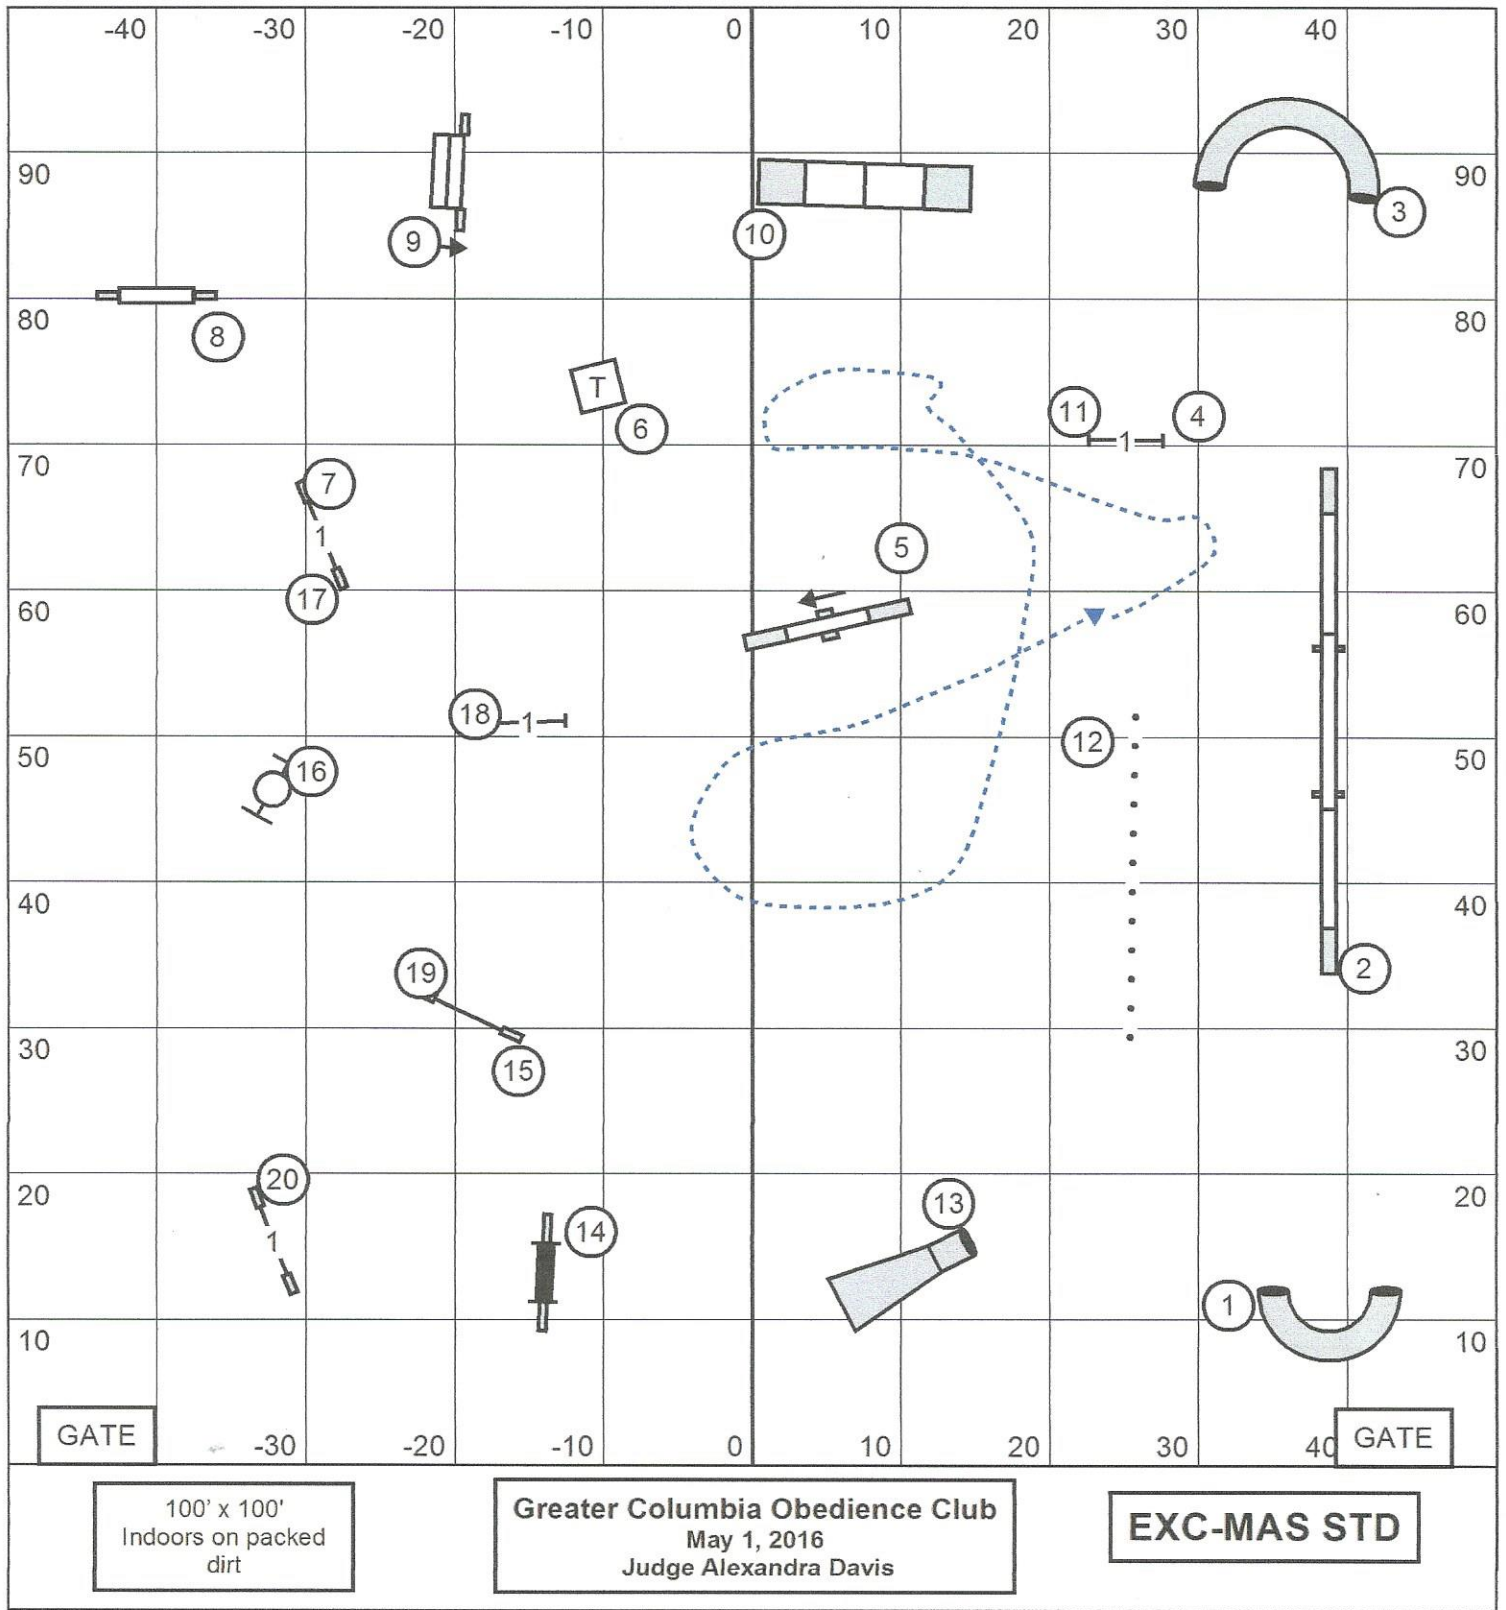 -40 -30 -20 -10 0 10 20 30 40
90 90
3
10
9
80 80
8
T
11 4
6
70 70
7
1
1
5
17
60 60
18 1
12
50 16 50
40 40
19 2
30 30
15
20
20 20
13
1
14
1
10 10
GATE -30 -20 -10 0 10 20 30 40 GATE
100' x 100'
Indoors on packed
dirt
Greater Columbia Obedience Club
May 1, 2016
Judge Alexandra Davis
EXC-MAS STD